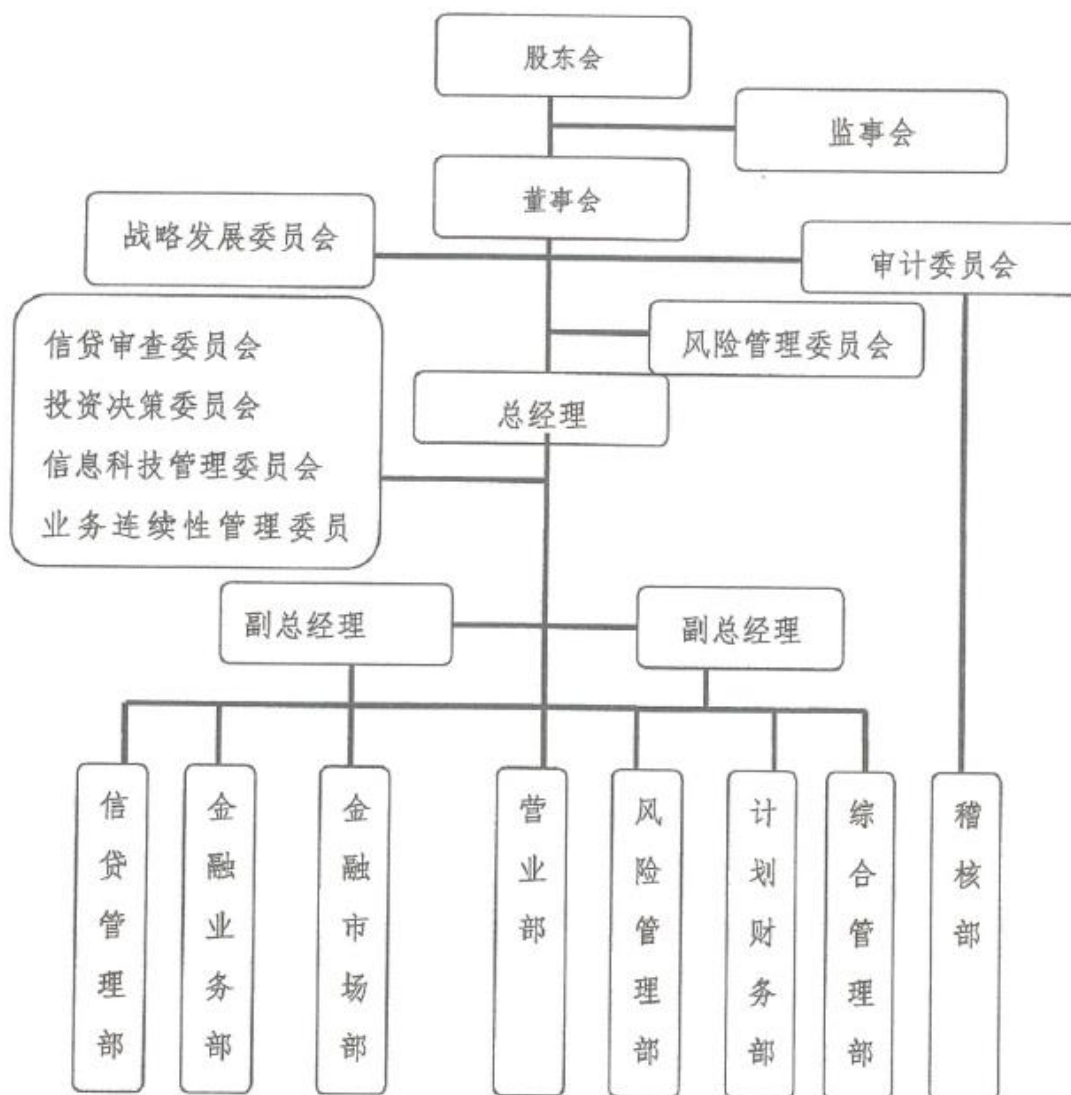 股东会
监事会
董事会
战略发展委员会
审计委员会
信贷审查委员会
投资决策委员会
信息科技管理委员会
业务连续性管理委员
风险管理委员会
总经理
副总经理
副总经理
信贷管理部
金融业务部
金融市场部
营业部
风险管理部
计划财务部
综合管理部
稽核部